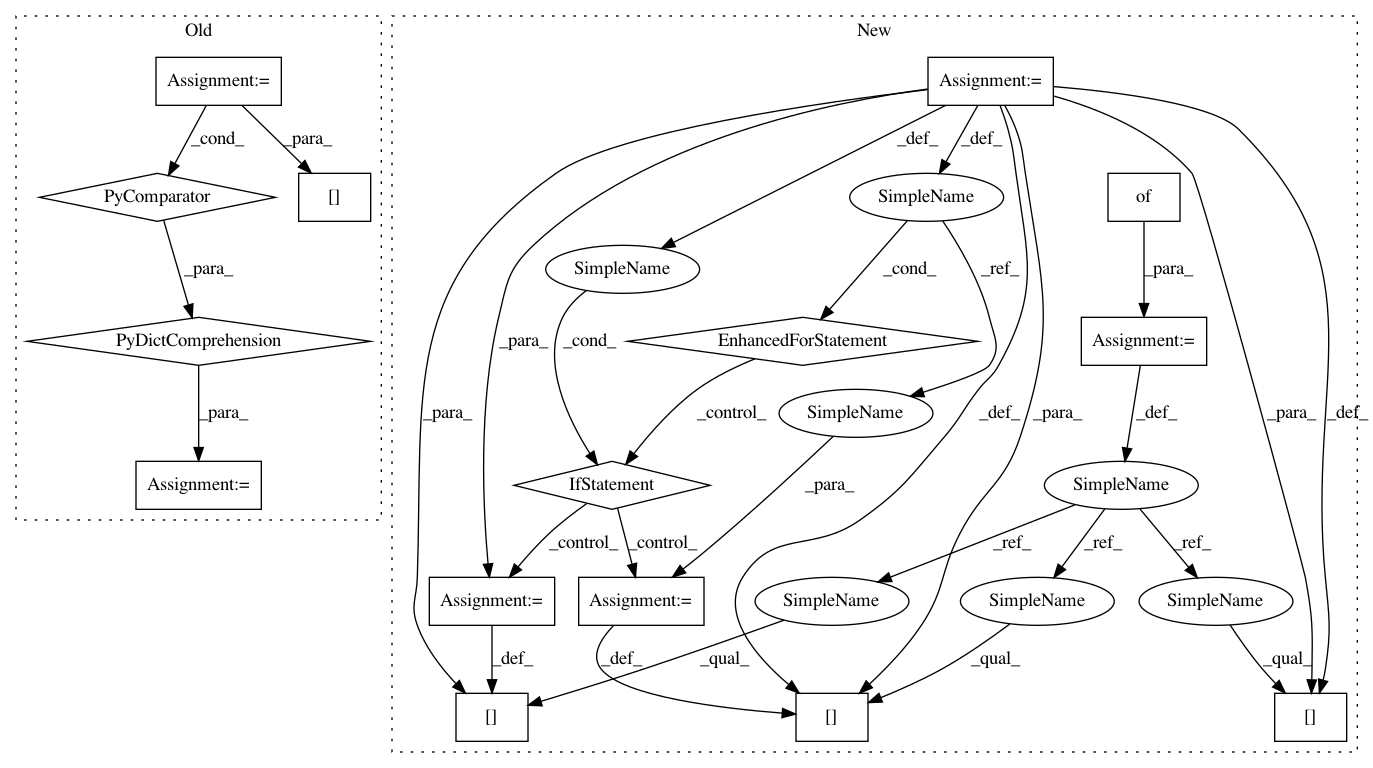 Old
New
Assignment:=
Assignment:=
_cond_
_para_
_def_
_def_
PyComparator
[]
SimpleName
of
SimpleName
_para_
_cond_
_ref_
_para_
PyDictComprehension
EnhancedForStatement
Assignment:=
_para_
_cond_
_para_
_para_
_para_
_control_
SimpleName
_def_
_para_
_def_
_para_
_def_
Assignment:=
IfStatement
SimpleName
_para_
_control_
_control_
_ref_
_ref_
_ref_
Assignment:=
Assignment:=
SimpleName
SimpleName
SimpleName
_def_
_def_
_qual_
_qual_
_qual_
[]
[]
[]